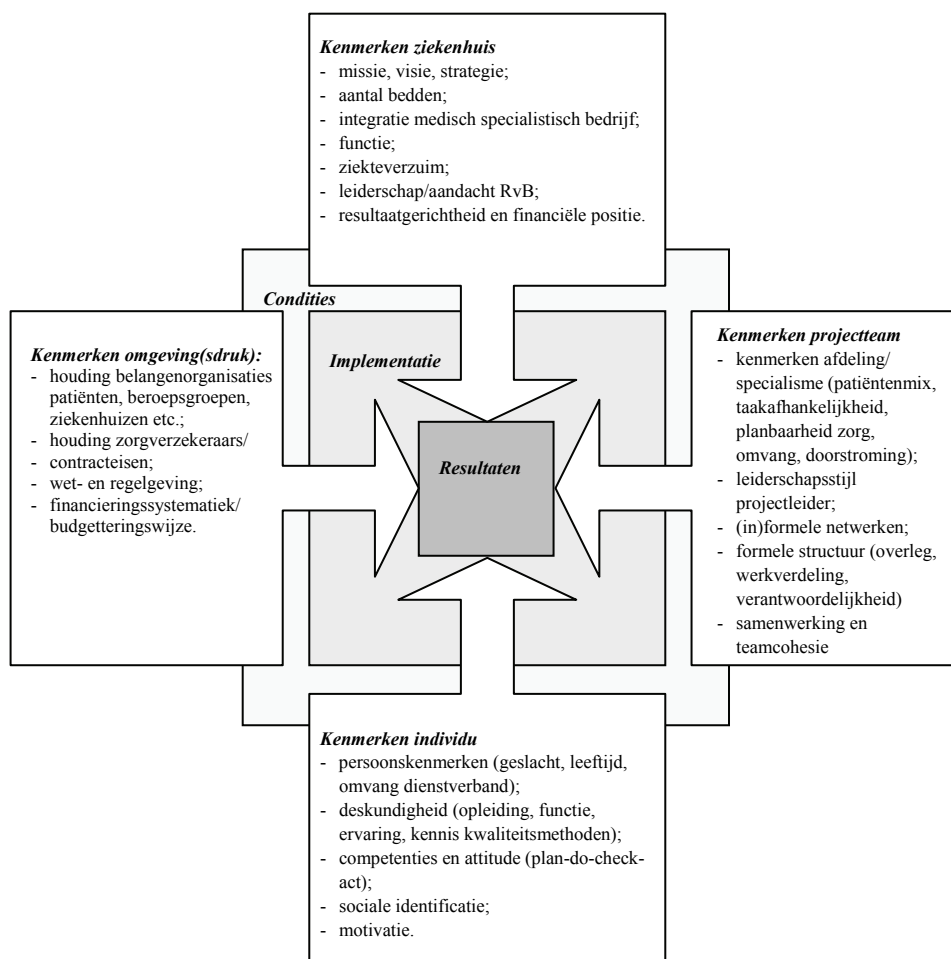 Kenmerken ziekenhuis
- missie, visie, strategie;
- aantal bedden;
- integratie medisch specialistisch bedrijf;
- functie;
- ziekteverzuim;
- leiderschap/aandacht RvB;
- resultaatgerichtheid en financiële positie.
Condities
Kenmerken omgeving(sdruk):
- houding belangenorganisaties
patiënten, beroepsgroepen,
ziekenhuizen etc.;
- houding zorgverzekeraars/
- contracteisen;
- wet- en regelgeving;
- financieringssystematiek/
budgetteringswijze.
Implementatie
Resultaten
Kenmerken projectteam
- kenmerken afdeling/
specialisme (patiëntenmix,
taakafhankelijkheid,
planbaarheid zorg,
omvang, doorstroming);
- leiderschapsstijl
projectleider;
- (in)formele netwerken;
- formele structuur (overleg,
werkverdeling,
verantwoordelijkheid)
- samenwerking en
teamcohesie
Kenmerken individu
- persoonskenmerken (geslacht, leeftijd,
omvang dienstverband);
- deskundigheid (opleiding, functie,
ervaring, kennis kwaliteitsmethoden);
- competenties en attitude (plan-do-check-
act);
- sociale identificatie;
- motivatie.